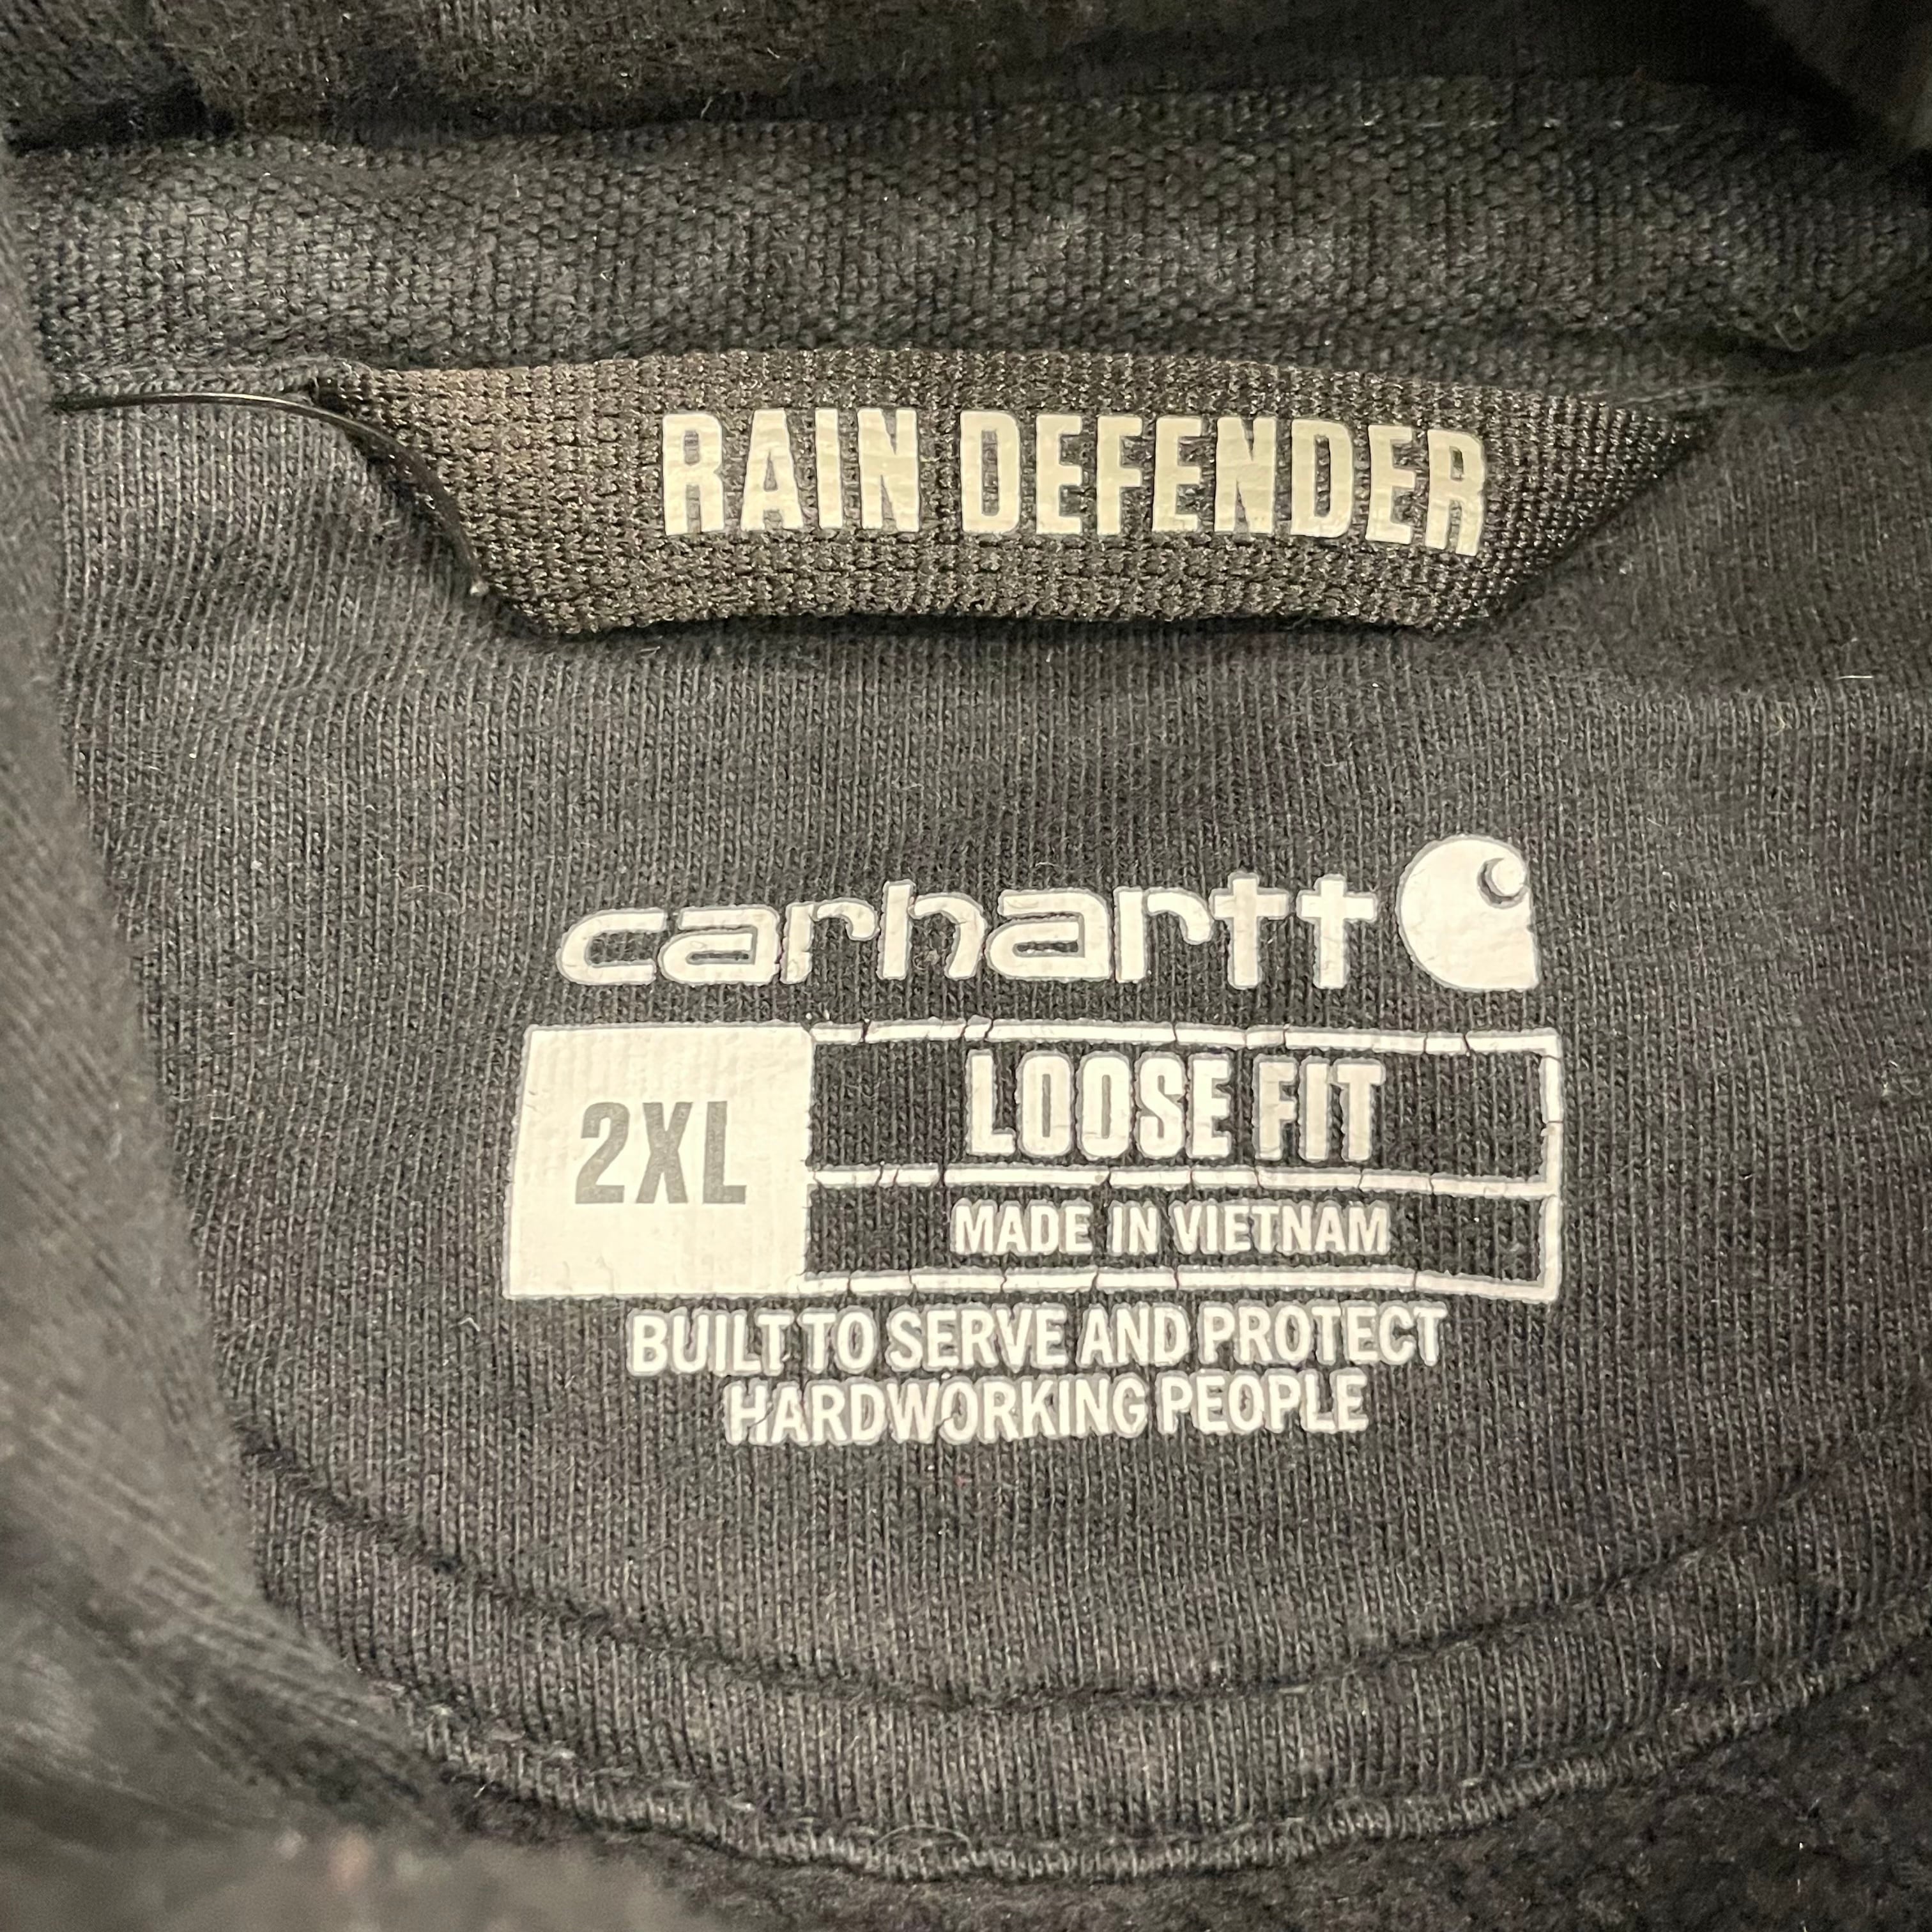 RAIN DEFENDER
carhartt
2XL
LOOSE FIT
MADE IN VIETNAM
BUILT TO SERVE AND PROTECT
HARDWORKING PEOPLE